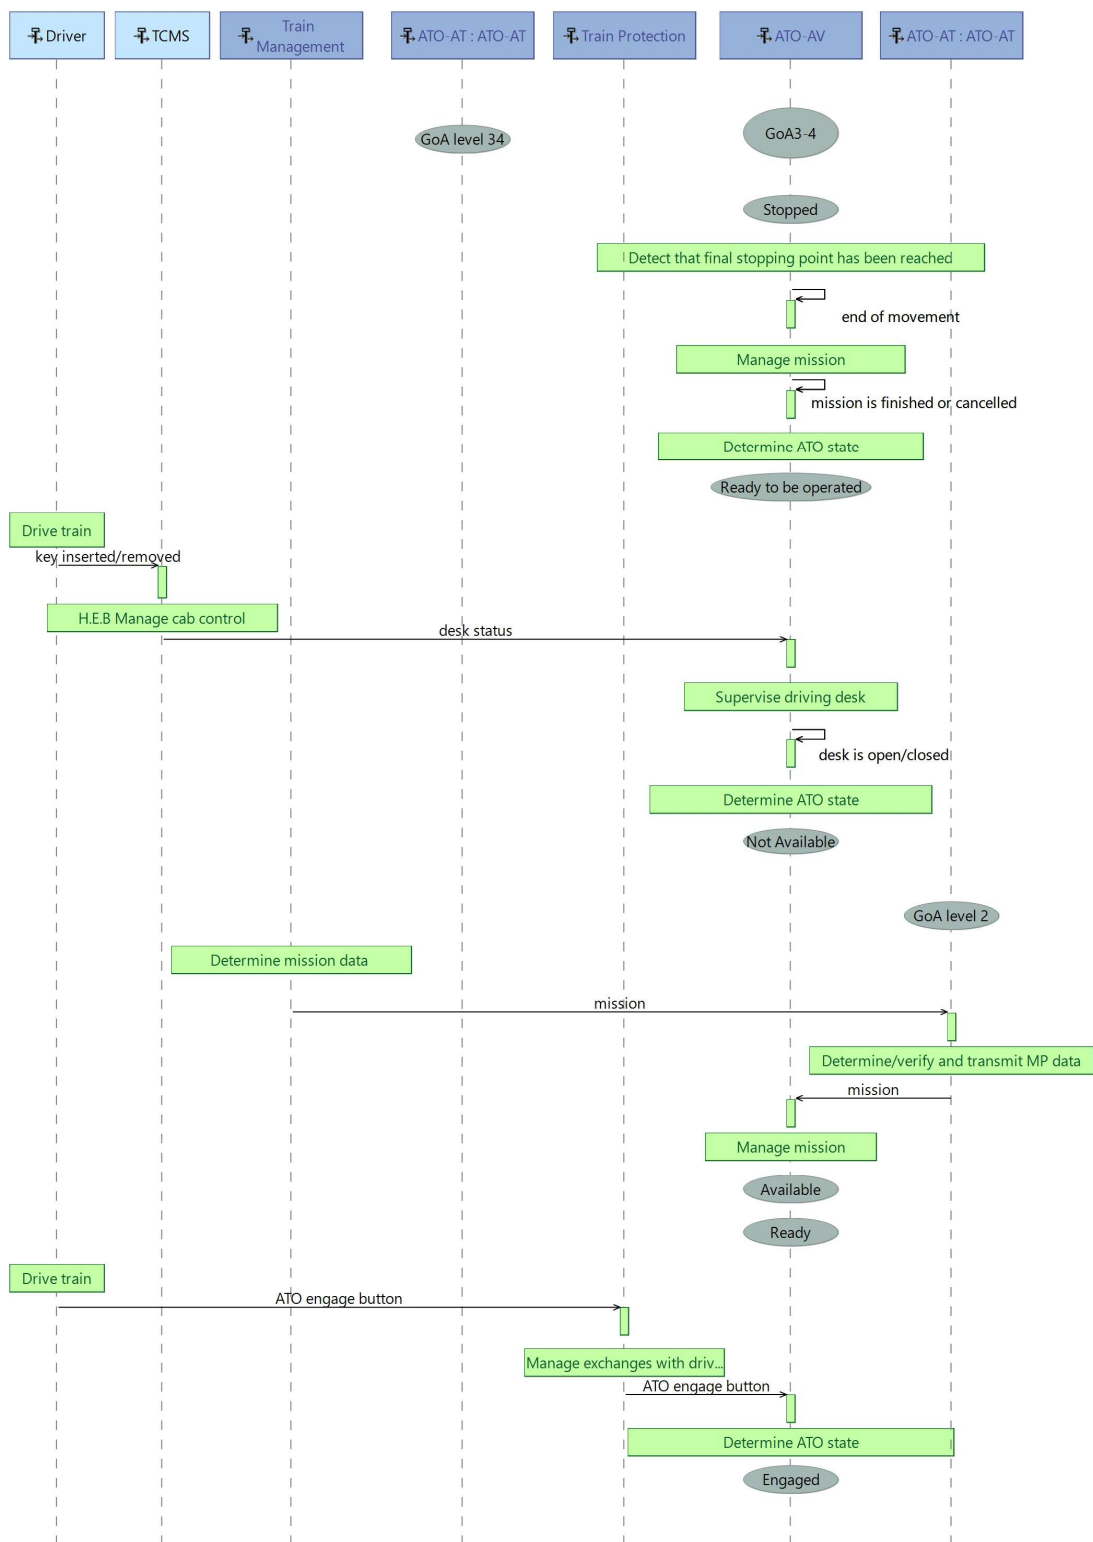 Driver
TCMS
Train
Management
ATO-AT : ATO-AT
Train Protection
ATO-AV
ATO-AT : ATO-AT
GoA level 34
GoA3-4
Stopped
Detect that final stopping point has been reached
end of movement
Manage mission
mission is finished or cancelled
Determine ATO state
Ready to be operated
Drive train
key inserted/removed
H.E.B Manage cab control
desk status
Supervise driving desk
desk is open/closed
Determine ATO state
Not Available
GoA level 2
Determine mission data
mission
Determine/verify and transmit MP data
mission
Manage mission
Available
Ready
Drive train
ATO engage button
Manage exchanges with driv...
ATO engage button
Determine ATO state
Engaged